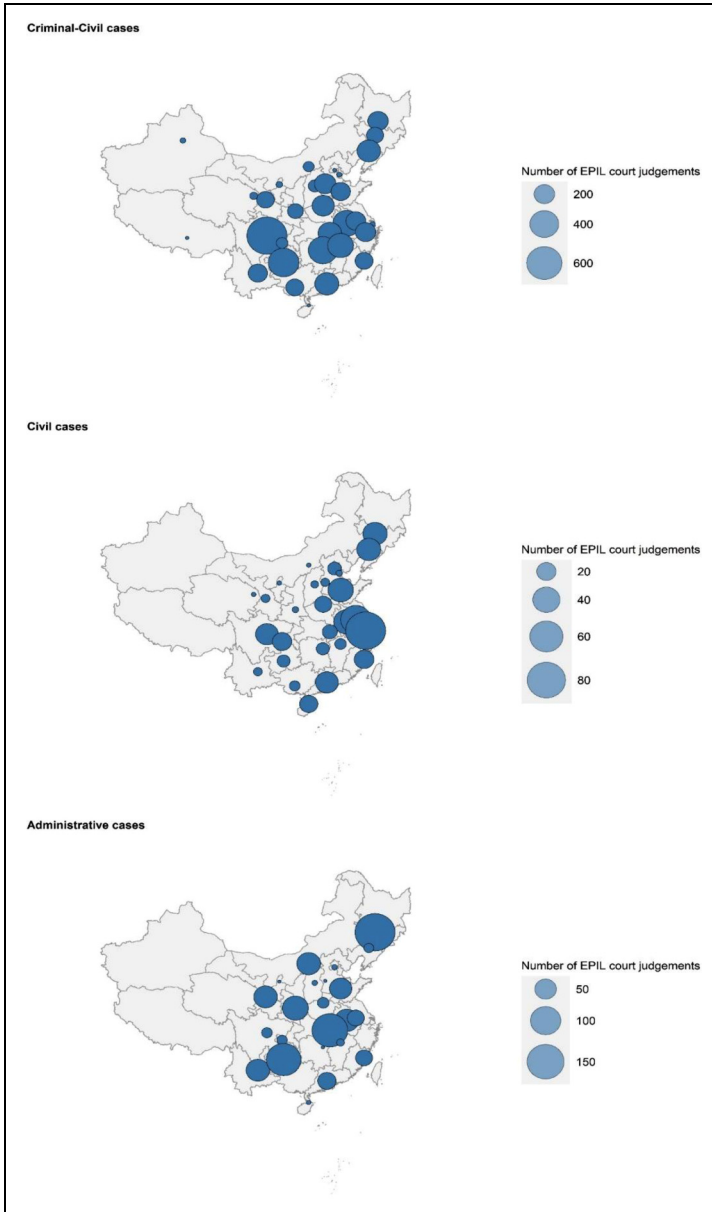 Criminal-Civil cases
Number of EPIL court judgements
200
400
600
Civil cases
Number of EPIL court judgements
20
40
60
80
Administrative cases
Number of EPIL court judgements
50
100
150